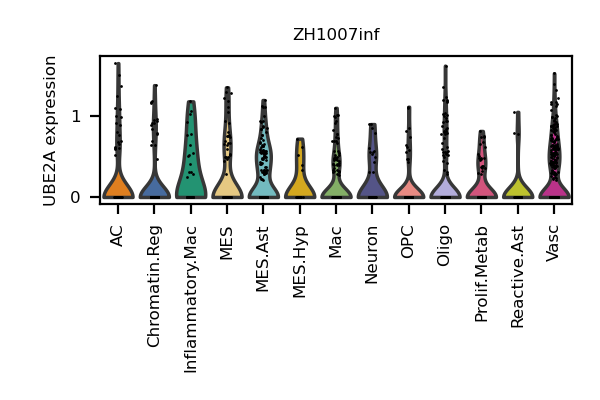 ZH1007inf
UBE2A expression
1
0
AC
Chromatin.Reg
Inflammatory.Mac
MES
MES.Ast
MES.Hyp
Mac
Neuron
OPC
Oligo
Prolif.Metab
Reactive.Ast
Vasc